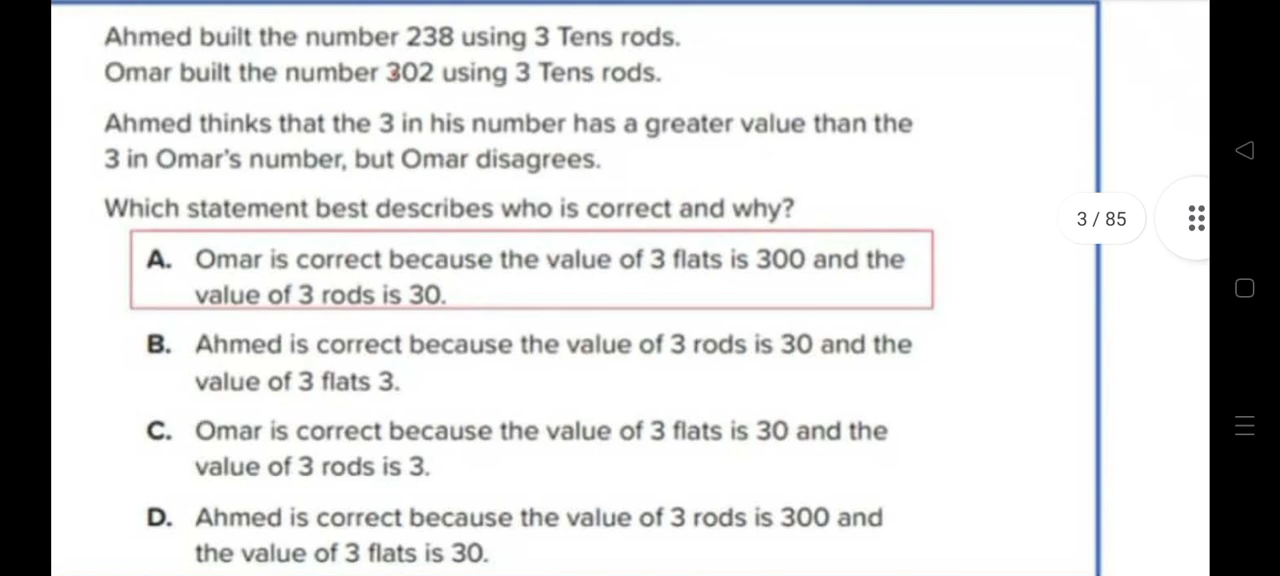 Ahmed built the number 238 using 3 Tens rods.
Omar built the number 302 using 3 Tens rods.
Ahmed thinks that the 3 in his number has a greater value than the
3 in Omar's number, but Omar disagrees.
Which statement best describes who is correct and why?
A. Omar is correct because the value of 3 flats is 300 and the
value of 3 rods is 30.
B. Ahmed is correct because the value of 3 rods is 30 and the
value of 3 flats 3.
C. Omar is correct because the value of 3 flats is 30 and the
value of 3 rods is 3.
D. Ahmed is correct because the value of 3 rods is 300 and
the value of 3 flats is 30.
3 / 85